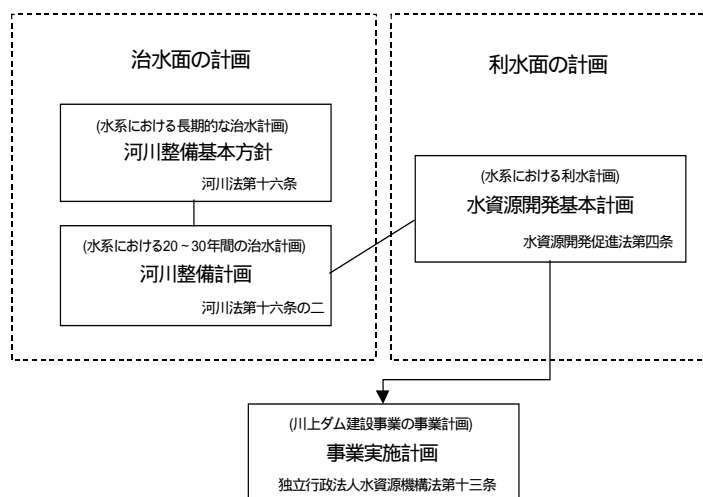 治水面の計画
(水系における長期的な治水計画)
河川整備基本方針
河川法第十六条
(水系における20~30年間の治水計画)
河川整備計画
河川法第十六条の二
利水面の計画
(水系における利水計画)
水資源開発基本計画
水資源開発促進法第四条
(川上ダム建設事業の事業計画)
事業実施計画
独立行政法人水資源機構法第十三条